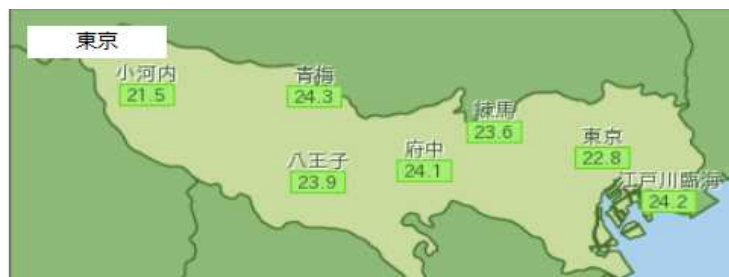 東京
小河内
21.5
青梅
24.3
練馬
23.6
東京
22.8
府中
24.1
八王子
23.9
江戸川臨海
24.2